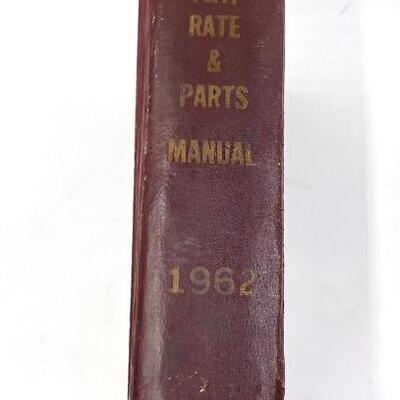 RATE
&
PARTS
MANUAL
1962